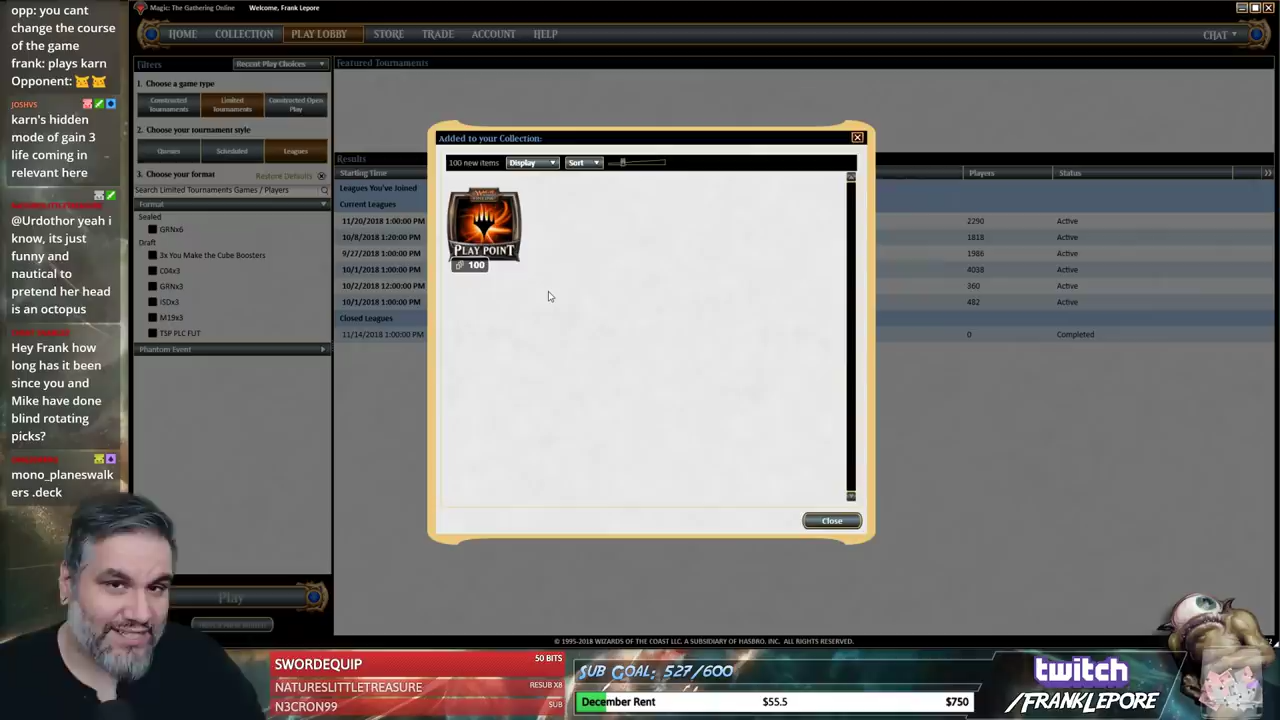 opp: you cant
change the course
of the game
frank: plays karn
Opponent:
JOSHVS
karn's hidden
mode of gain 3
life coming in
relevant here
@Urdothor yeah i
know, its just
funny and
nautical to
pretend her head
is an octopus
Hey Frank how
long has it been
since you and
Mike have done
blind rotating
picks?
mono_planeswalk
ers .deck
Magic: The Gathering Online
Welcome, Frank Lepore
HOME COLLECTION PLAY LOBBY STORE TRADE ACCOUNT HELP
CHAT
Filters
Recent Play Choices
1. Choose a game type
Constructed Tournaments
Limited Tournaments
Constructed Open Play
2. Choose your tournament style
Queues
Scheduled
Leagues
3. Choose your format
Restore Defaults
Search Limited Tournaments Games / Players
Format
Sealed
GRNx6
Draft
3x You Make the Cube Boosters
C04x3
GRNx3
ISDx3
M19x3
TSP PLC FUT
Phantom Event
Play
Featured Tournaments
Results
Starting Time
Players
Status
Leagues You've Joined
Current Leagues
11/20/2018 1:00:00 PM 2290 Active
10/8/2018 1:20:00 PM 1818 Active
9/27/2018 1:00:00 PM 1986 Active
10/1/2018 1:00:00 PM 4038 Active
10/2/2018 12:00:00 PM 360 Active
10/1/2018 1:00:00 PM 482 Active
Closed Leagues
11/14/2018 1:00:00 PM 0 Completed
Added to your Collection:
100 new items
Display
Sort
PLAY POINT
100
Close
© 1995-2018 WIZARDS OF THE COAST LLC, A SUBSIDIARY OF HASBRO, INC. ALL RIGHTS RESERVED.
SWORDEQUIP 50 BITS
NATURESLITTLETREASURE RESUB X8
N3CRON99 SUB
SUB GOAL: 527/600
December Rent $55.5 $750
twitch
/FRANKLEPORE